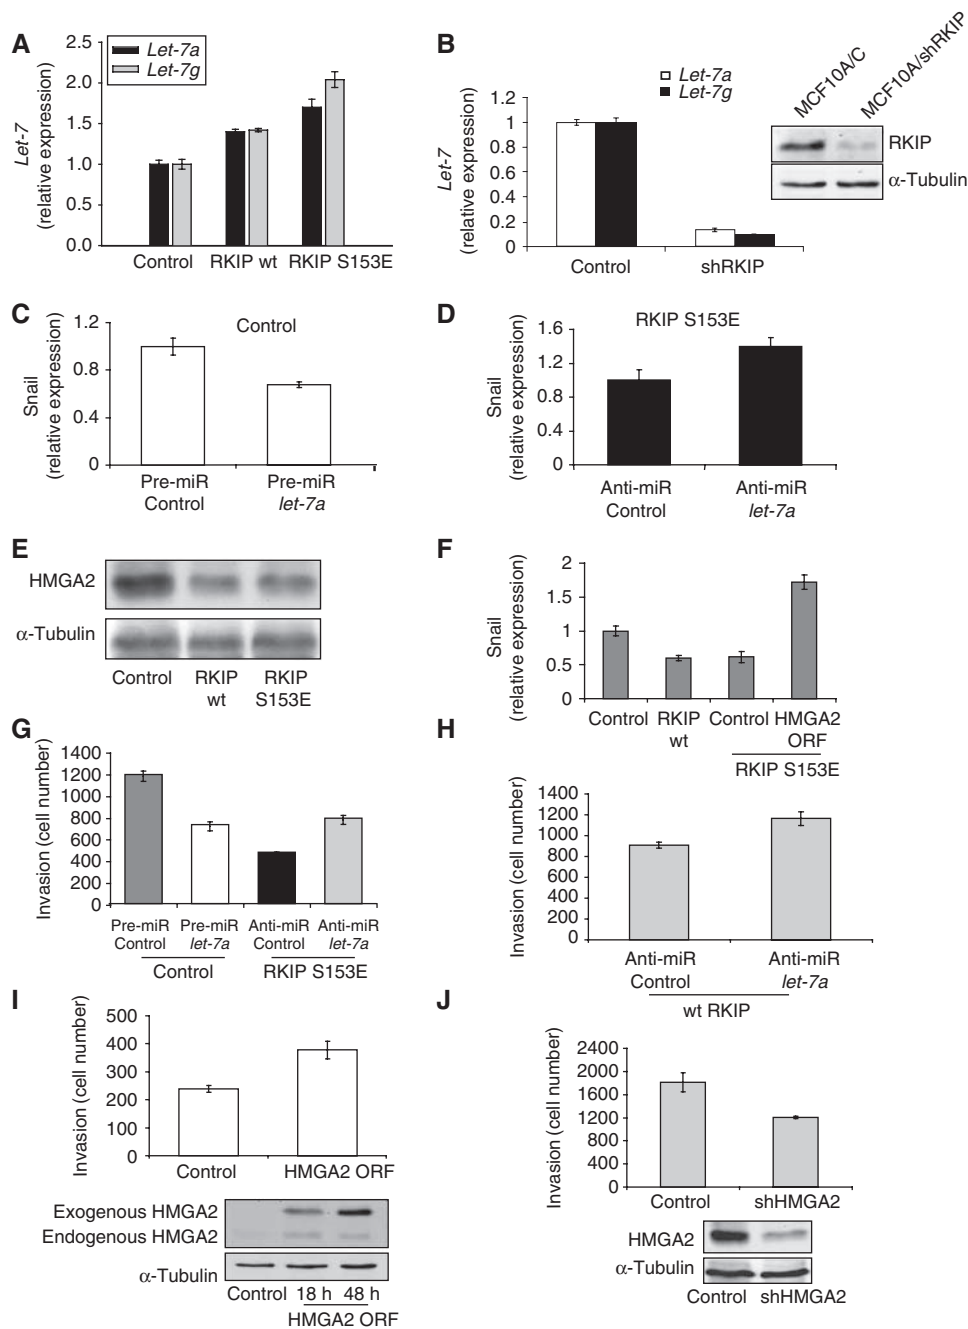 A
Let-7
(relative expression)
2.5
2.0
1.5
1.0
0.5
0.0
Let-7a
Let-7g
Control RKIP wt RKIP S153E
B
Let-7
(relative expression)
1.2
1
0.8
0.6
0.4
0.2
0
Let-7a
Let-7g
Control shRKIP
MCF10A/C
MCF10A/shRKIP
RKIP
α-Tubulin
C
Snail
(relative expression)
1.2
0.8
0.4
0
Control
Pre-miR Pre-miR
Control let-7a
D
Snail
(relative expression)
1.6
1.2
0.8
0.4
0
RKIP S153E
Anti-miR Anti-miR
Control let-7a
E
HMGA2
α-Tubulin
Control RKIP RKIP
wt S153E
F
Snail
(relative expression)
2
1.5
1
0.5
0
Control RKIP Control HMGA2
wt ORF
RKIP S153E
G
Invasion (cell number)
1400
1200
1000
800
600
400
200
0
Pre-miR Pre-miR Anti-miR Anti-miR
Control let-7a Control let-7a
Control RKIP S153E
H
Invasion (cell number)
1400
1200
1000
800
600
400
200
0
Anti-miR Anti-miR
Control let-7a
wt RKIP
I
Invasion (cell number)
500
400
300
200
100
0
Control HMGA2 ORF
Exogenous HMGA2
Endogenous HMGA2
α-Tubulin
Control 18 h 48 h
HMGA2 ORF
J
Invasion (cell number)
2400
2000
1600
1200
800
400
0
Control shHMGA2
HMGA2
α-Tubulin
Control shHMGA2